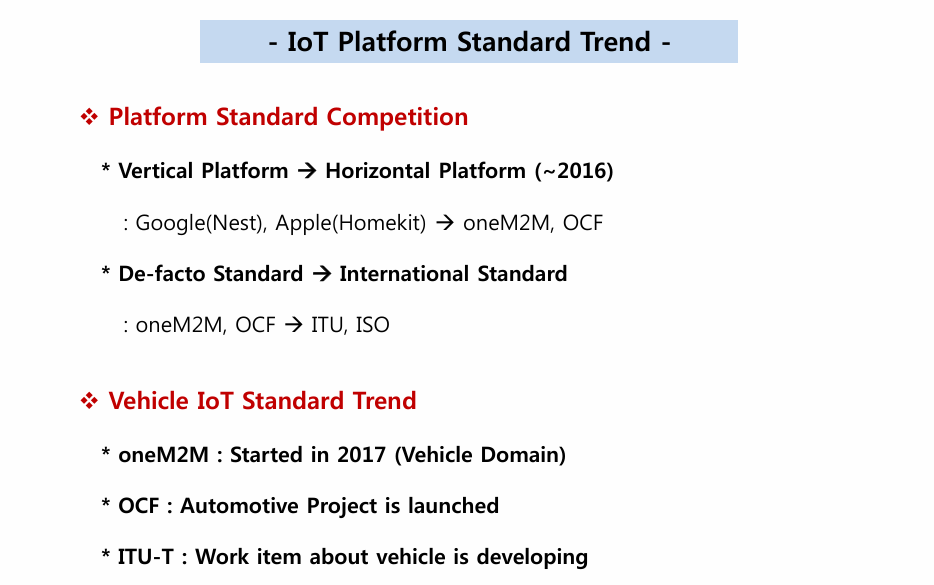 - IoT Platform Standard Trend -
❖ Platform Standard Competition
* Vertical Platform → Horizontal Platform (~2016)
: Google(Nest), Apple(Homekit) → oneM2M, OCF
* De-facto Standard → International Standard
: oneM2M, OCF → ITU, ISO
❖ Vehicle IoT Standard Trend
* oneM2M : Started in 2017 (Vehicle Domain)
* OCF : Automotive Project is launched
* ITU-T : Work item about vehicle is developing